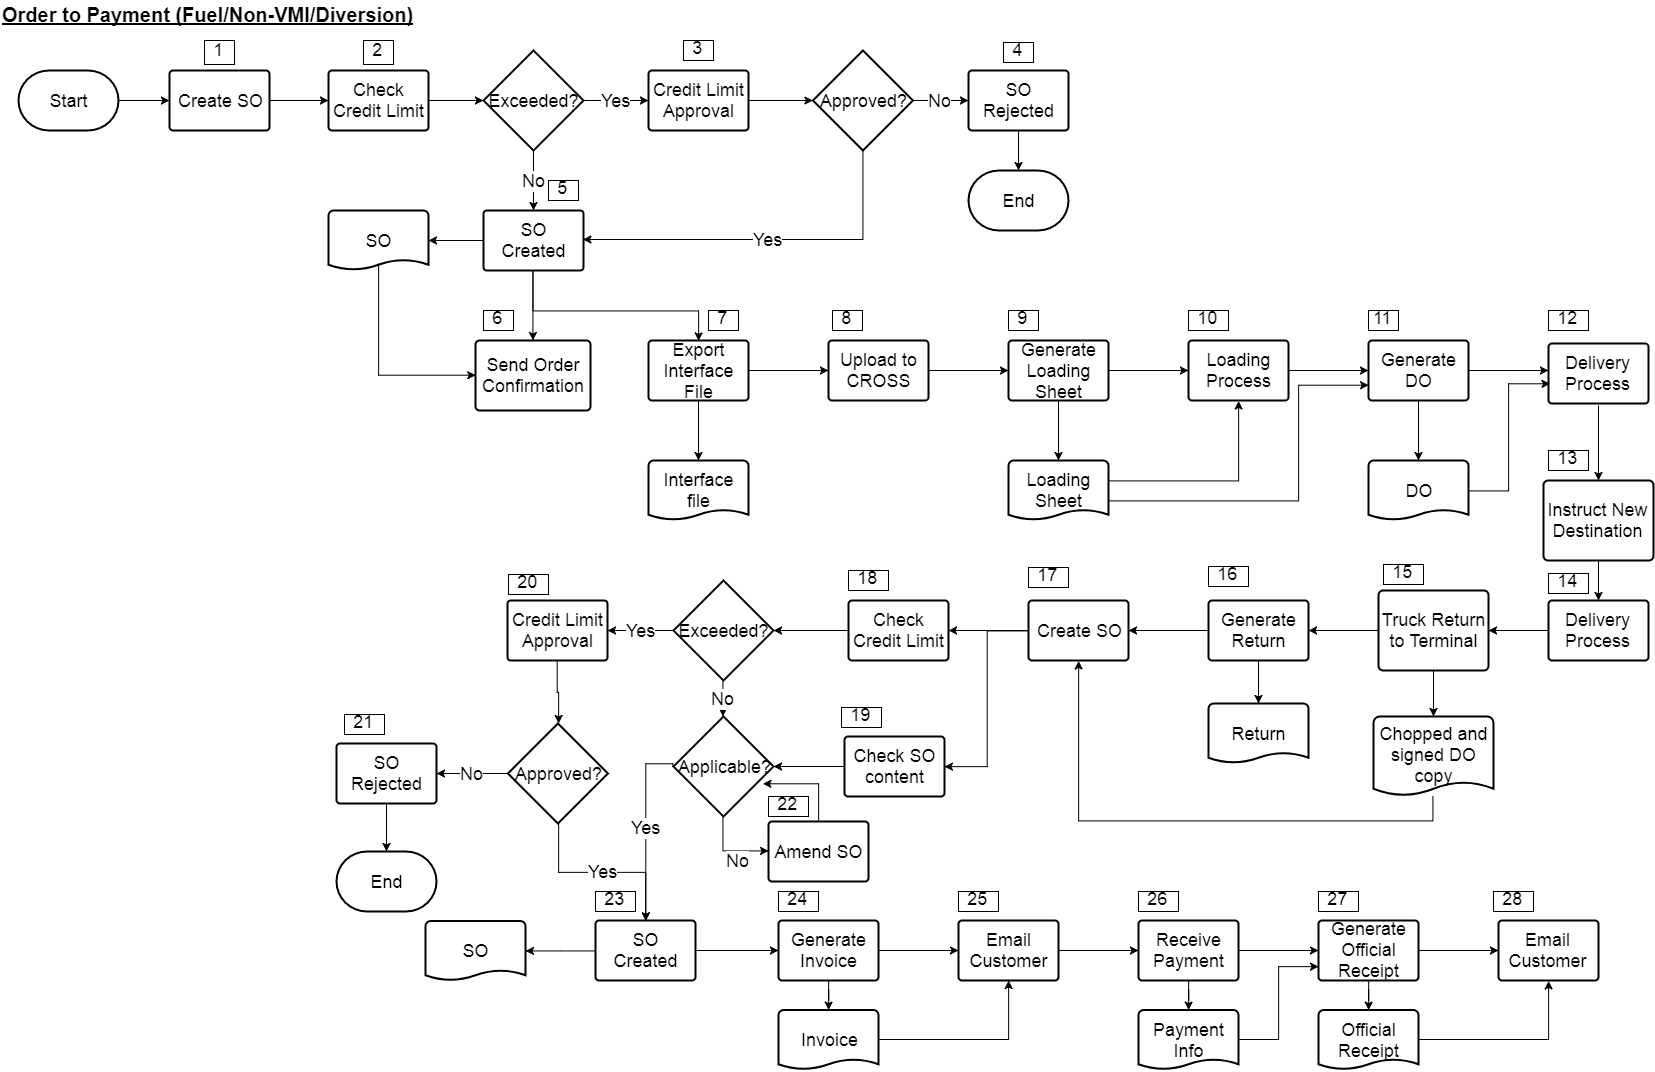 Order to Payment (Fuel/Non-VMI/Diversion)
1
2
3
4
Start
Create SO
Check
Credit Limit
Exceeded?
Yes
Credit Limit
Approval
Approved?
No
SO
Rejected
End
No
5
SO
SO
Created
Yes
6
7
8
9
10
11
12
Send Order
Confirmation
Export
Interface
File
Upload to
CROSS
Generate
Loading
Sheet
Loading
Process
Generate
DO
Delivery
Process
Interface
file
Loading
Sheet
DO
13
Instruct New
Destination
14
Delivery
Process
15
Truck Return
to Terminal
Chopped and
signed DO
copy
16
Generate
Return
Return
17
Create SO
18
Check
Credit Limit
19
Check SO
content
Exceeded?
Yes
No
20
Credit Limit
Approval
Applicable?
Yes
No
22
Amend SO
Approved?
No
Yes
21
SO
Rejected
End
23
24
25
26
27
28
SO
SO
Created
Generate
Invoice
Email
Customer
Receive
Payment
Generate
Official
Receipt
Email
Customer
Invoice
Payment
Info
Official
Receipt